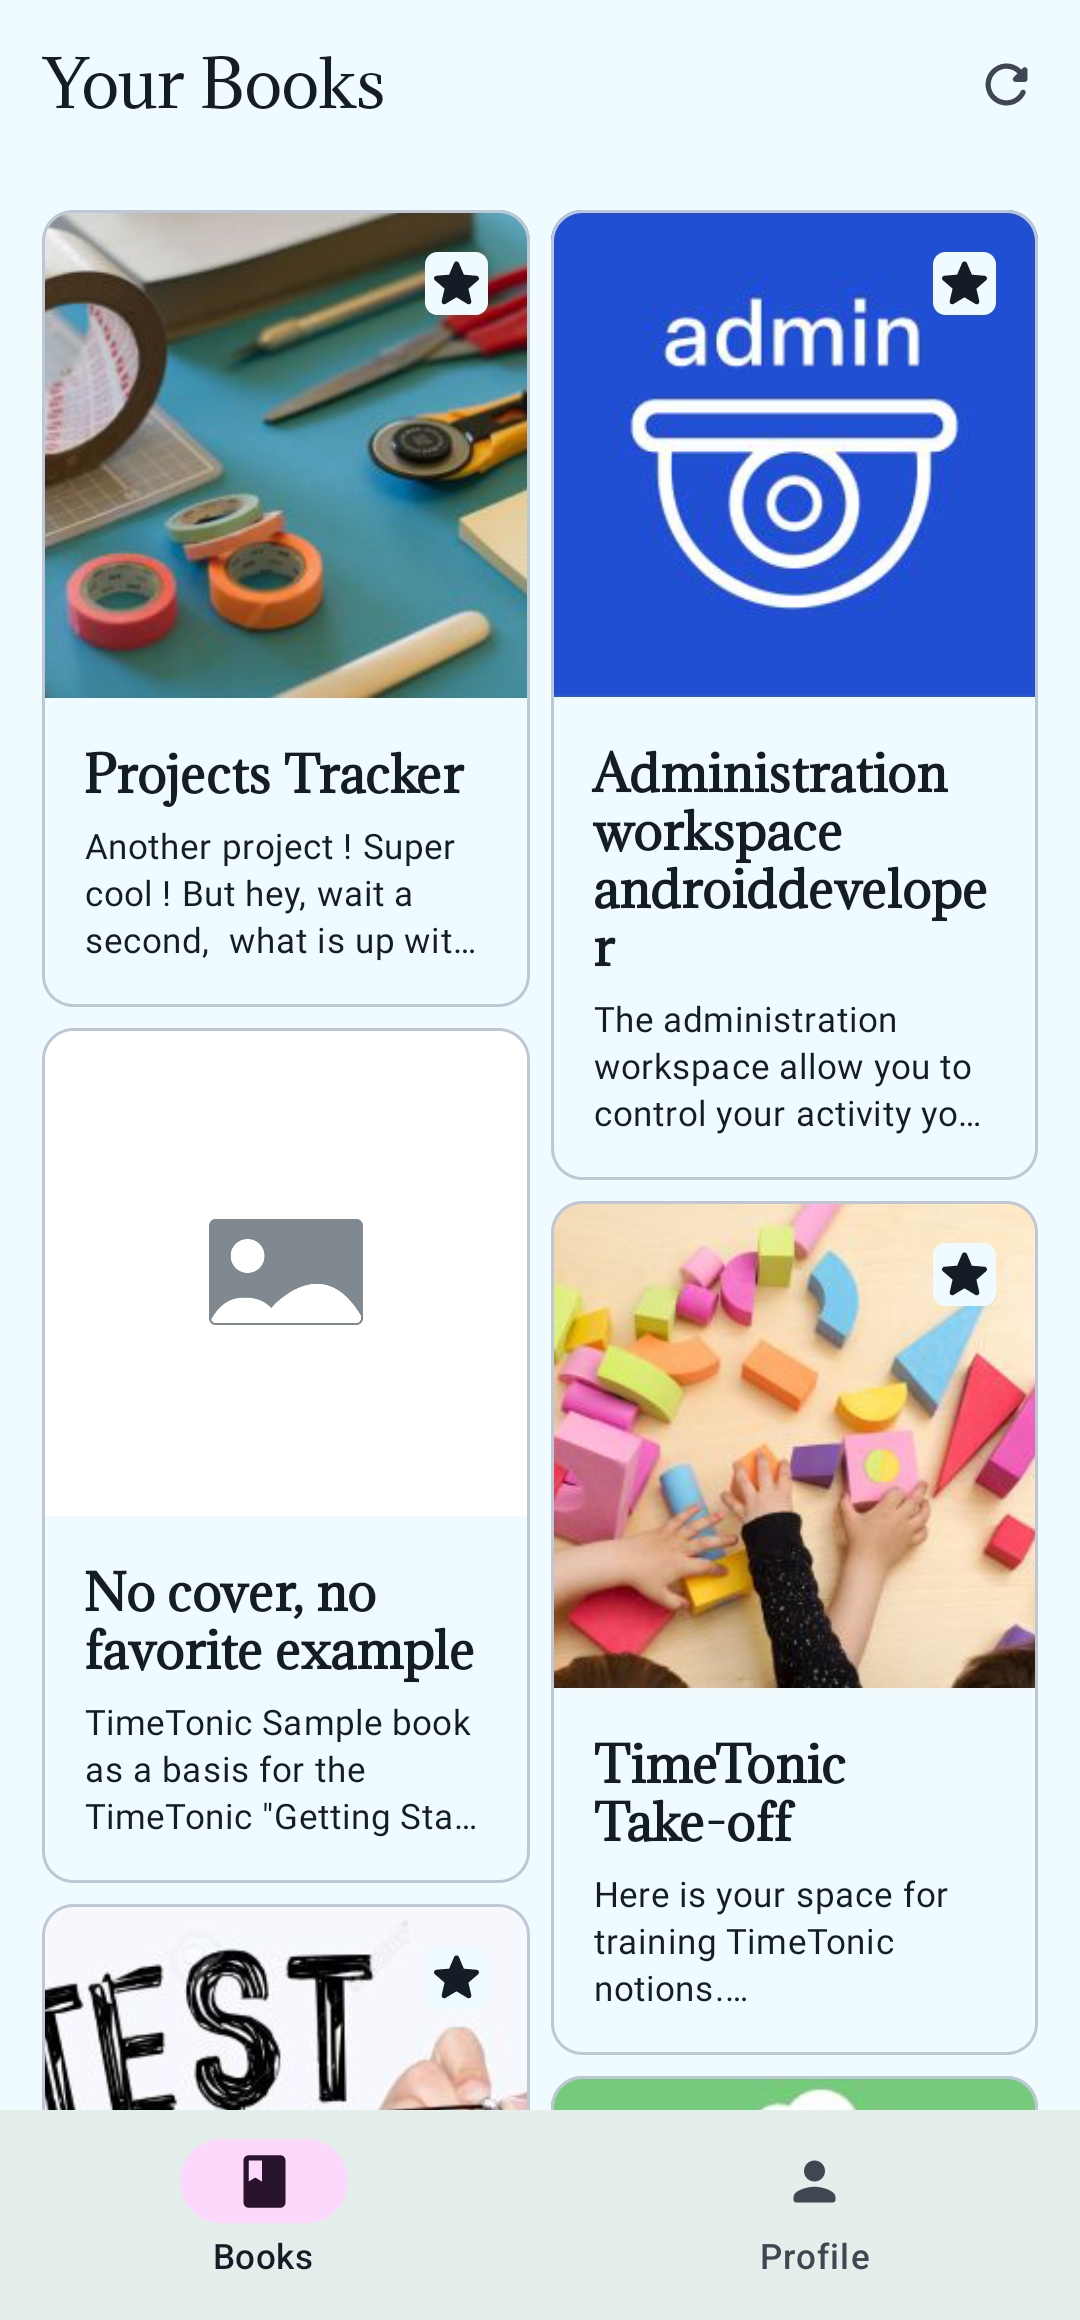 Your Books
Projects Tracker
Another project ! Super
cool ! But hey, wait a
second,  what is up wit…
admin
Administration
workspace
androiddevelope
r
The administration
workspace allow you to
control your activity yo…
No cover, no
favorite example
TimeTonic Sample book
as a basis for the
TimeTonic "Getting Sta…
TimeTonic
Take-off
Here is your space for
training TimeTonic
notions.…
TEST
Books
Profile